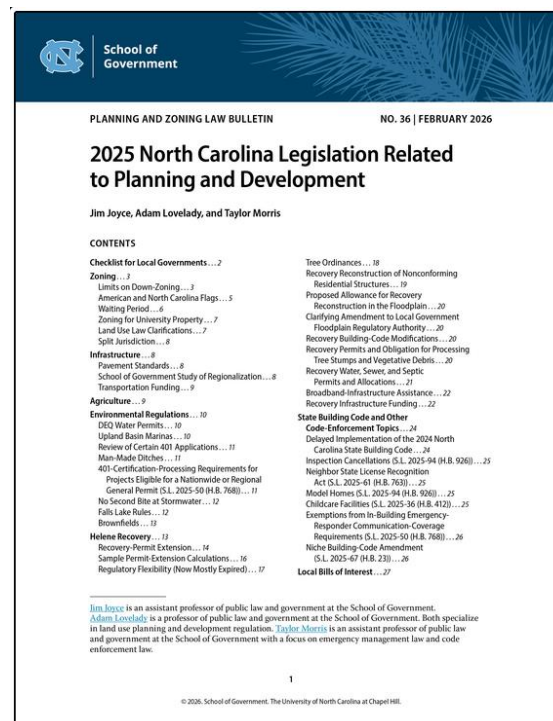 School of
Government
PLANNING AND ZONING LAW BULLETIN NO. 36 | FEBRUARY 2026
2025 North Carolina Legislation Related
to Planning and Development
Jim Joyce, Adam Lovelady, and Taylor Morris
CONTENTS
Checklist for Local Governments . . . 2
Zoning . . . 3
Limits on Down-Zoning . . . 3
American and North Carolina Flags . . . 5
Waiting Period . . . 6
Zoning for University Property . . . 7
Land Use Law Clarifications . . . 7
Split Jurisdiction . . . 8
Infrastructure . . . 8
Pavement Standards . . . 8
School of Government Study of Regionalization . . . 8
Transportation Funding . . . 9
Agriculture . . . 9
Environmental Regulations . . . 10
DEQ Water Permits . . . 10
Upland Basin Marinas . . . 10
Review of Certain 401 Applications . . . 11
Man-Made Ditches . . . 11
401-Certification-Processing Requirements for
Projects Eligible for a Nationwide or Regional
General Permit (S.L. 2025-50 (H.B. 768)) . . . 11
No Second Bite at Stormwater . . . 12
Falls Lake Rules . . . 12
Brownfields . . . 13
Helene Recovery . . . 13
Recovery-Permit Extension . . . 14
Sample Permit-Extension Calculations . . . 16
Regulatory Flexibility (Now Mostly Expired) . . . 17
Tree Ordinances . . . 18
Recovery Reconstruction of Nonconforming
Residential Structures . . . 19
Proposed Allowance for Recovery
Reconstruction in the Floodplain . . . 20
Clarifying Amendment to Local Government
Floodplain Regulatory Authority . . . 20
Recovery Building-Code Modifications . . . 20
Recovery Permits and Obligation for Processing
Tree Stumps and Vegetative Debris . . . 20
Recovery Water, Sewer, and Septic
Permits and Allocations . . . 21
Broadband-Infrastructure Assistance . . . 22
Recovery Infrastructure Funding . . . 22
State Building Code and Other
Code-Enforcement Topics . . . 24
Delayed Implementation of the 2024 North
Carolina State Building Code . . . 24
Inspection Cancellations (S.L. 2025-94 (H.B. 926)) . . . 25
Neighbor State License Recognition
Act (S.L. 2025-61 (H.B. 763)) . . . 25
Model Homes (S.L. 2025-94 (H.B. 926)) . . . 25
Childcare Facilities (S.L. 2025-36 (H.B. 412)) . . . 25
Exemptions from In-Building Emergency-
Responder Communication-Coverage
Requirements (S.L. 2025-50 (H.B. 768)) . . . 26
Niche Building-Code Amendment
(S.L. 2025-67 (H.B. 23)) . . . 26
Local Bills of Interest . . . 27
Jim Joyce is an assistant professor of public law and government at the School of Government.
Adam Lovelady is a professor of public law and government at the School of Government. Both specialize
in land use planning and development regulation. Taylor Morris is an assistant professor of public law
and government at the School of Government with a focus on emergency management law and code
enforcement law.
1
© 2026. School of Government. The University of North Carolina at Chapel Hill.